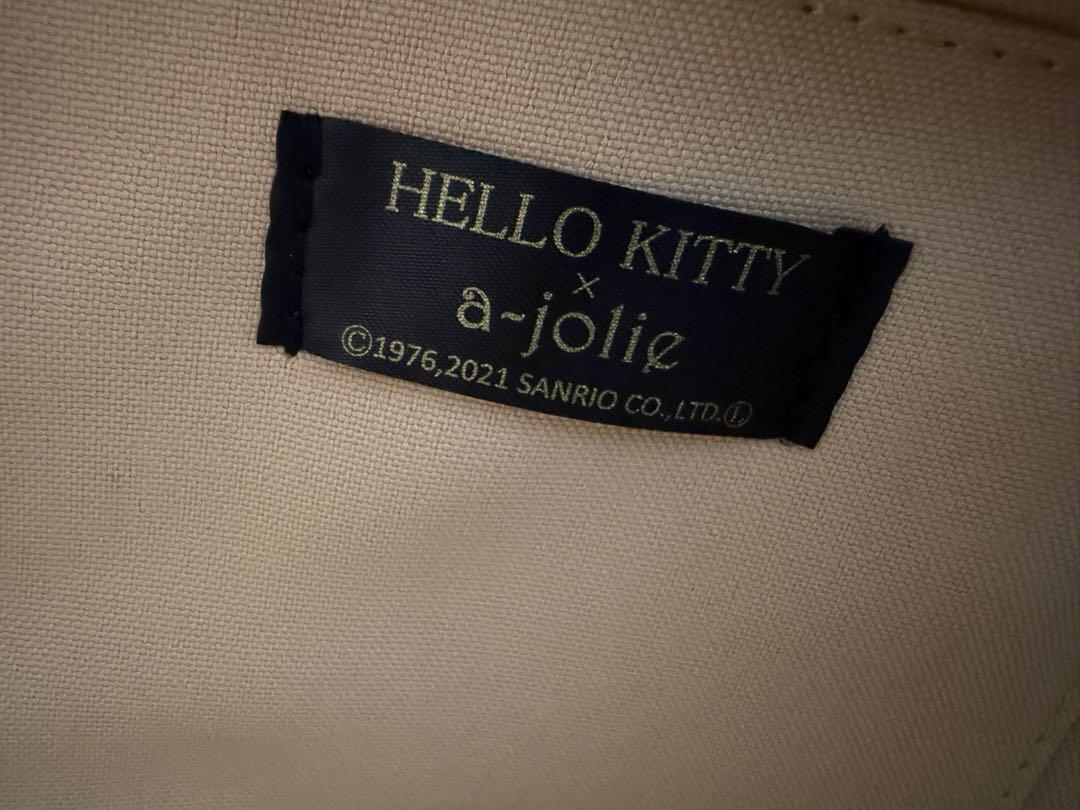 HELLO KITTY
×
a-jolie
©1976,2021 SANRIO CO.,LTD.Ⓛ